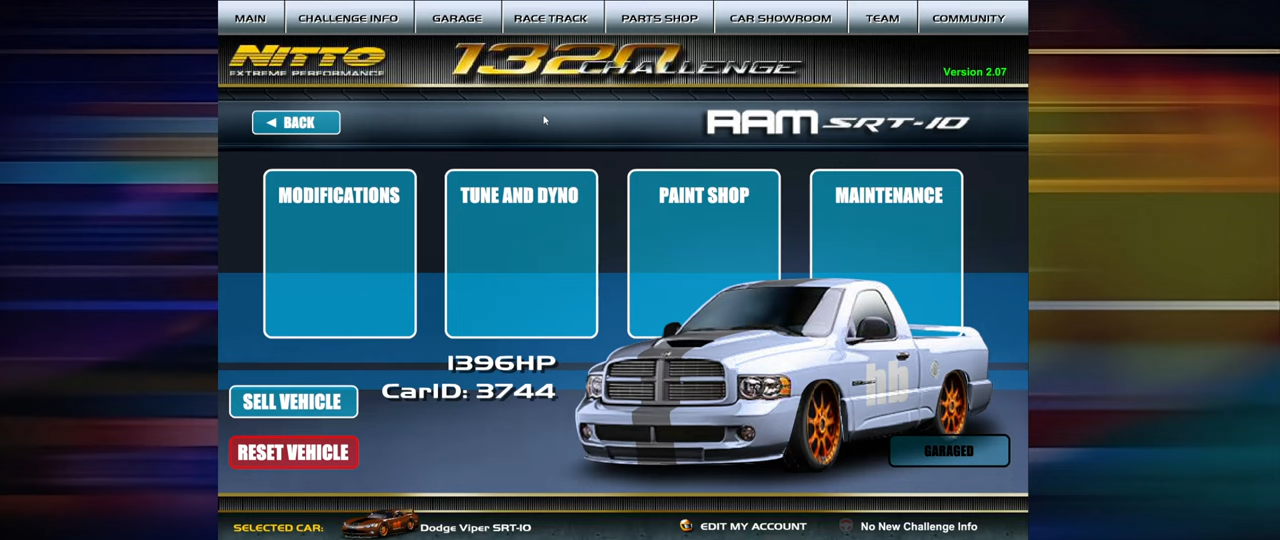 MAIN
CHALLENGE INFO
GARAGE
RACE TRACK
PARTS SHOP
CAR SHOWROOM
TEAM
COMMUNITY
NITTO
EXTREME PERFORMANCE
1320
CHALLENGE
Version 2.07
◄ BACK
RAM SRT-10
MODIFICATIONS
TUNE AND DYNO
PAINT SHOP
MAINTENANCE
1396HP
CarID: 3744
SELL VEHICLE
RESET VEHICLE
hb
GARAGED
SELECTED CAR:
Dodge Viper SRT-10
EDIT MY ACCOUNT
No New Challenge Info